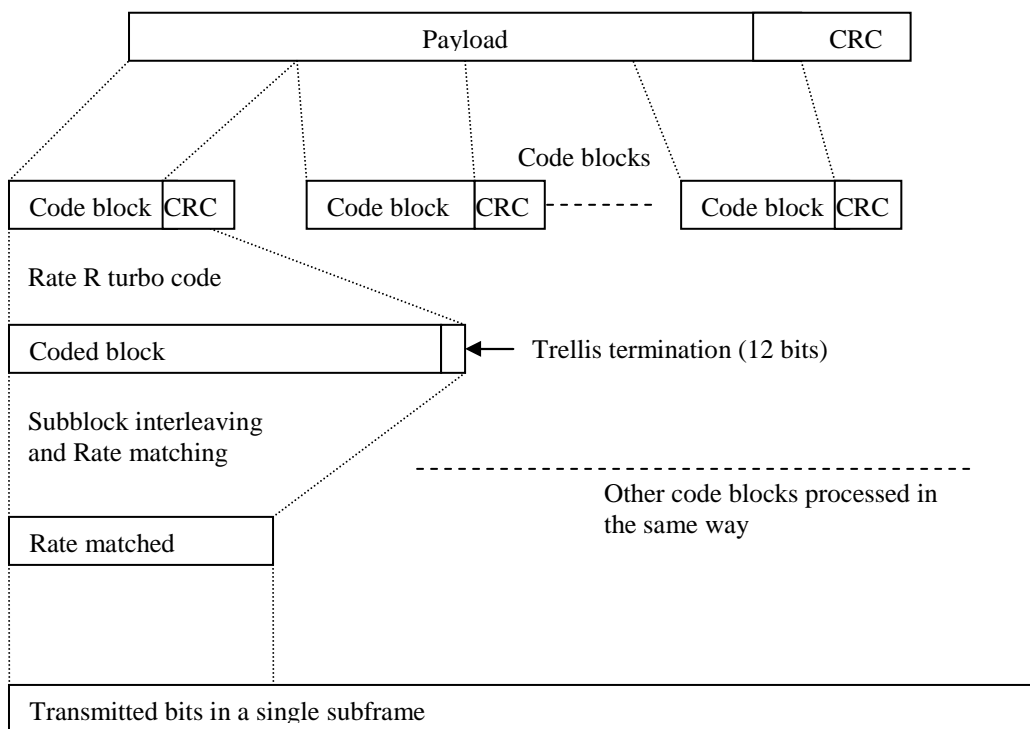 Payload
CRC
Code blocks
Code block CRC
Code block CRC
Code block CRC
Rate R turbo code
Coded block
Trellis termination (12 bits)
Subblock interleaving
and Rate matching
Other code blocks processed in
the same way
Rate matched
Transmitted bits in a single subframe